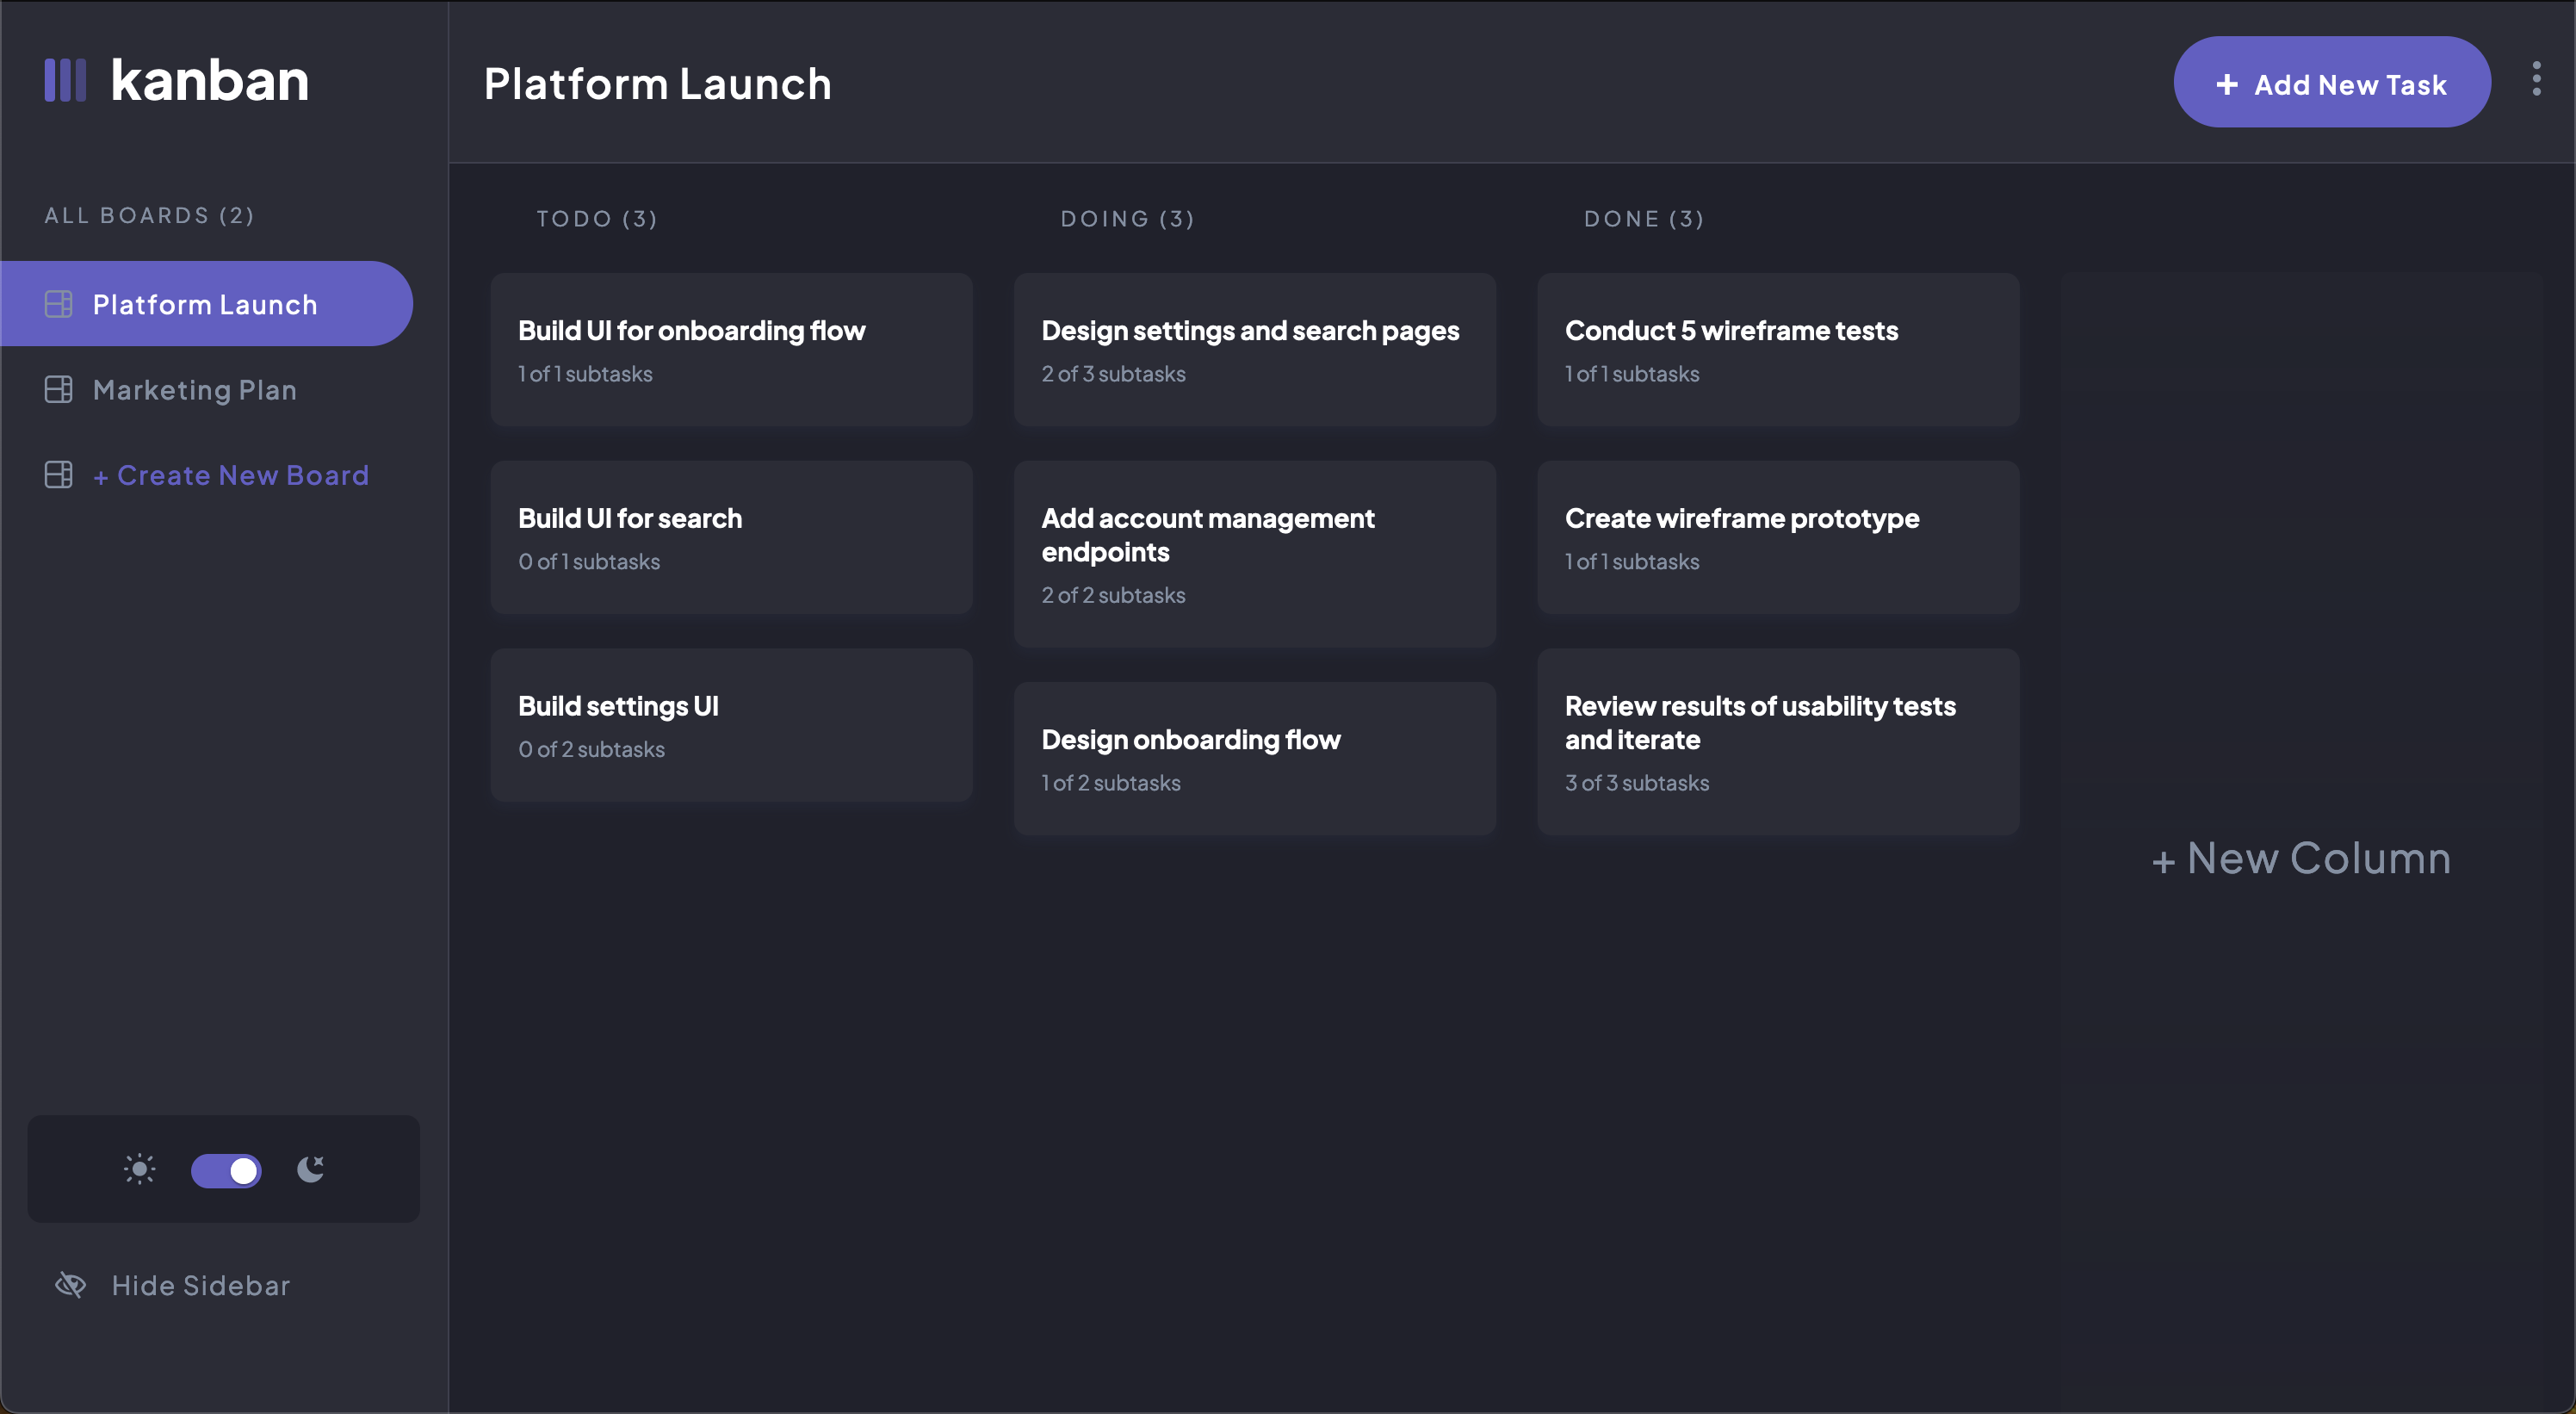 kanban
ALL BOARDS (2)
Platform Launch
Marketing Plan
+ Create New Board
Hide Sidebar
Platform Launch
+ Add New Task
TODO (3)
Build UI for onboarding flow
1 of 1 subtasks
Build UI for search
0 of 1 subtasks
Build settings UI
0 of 2 subtasks
DOING (3)
Design settings and search pages
2 of 3 subtasks
Add account management
endpoints
2 of 2 subtasks
Design onboarding flow
1 of 2 subtasks
DONE (3)
Conduct 5 wireframe tests
1 of 1 subtasks
Create wireframe prototype
1 of 1 subtasks
Review results of usability tests
and iterate
3 of 3 subtasks
+ New Column